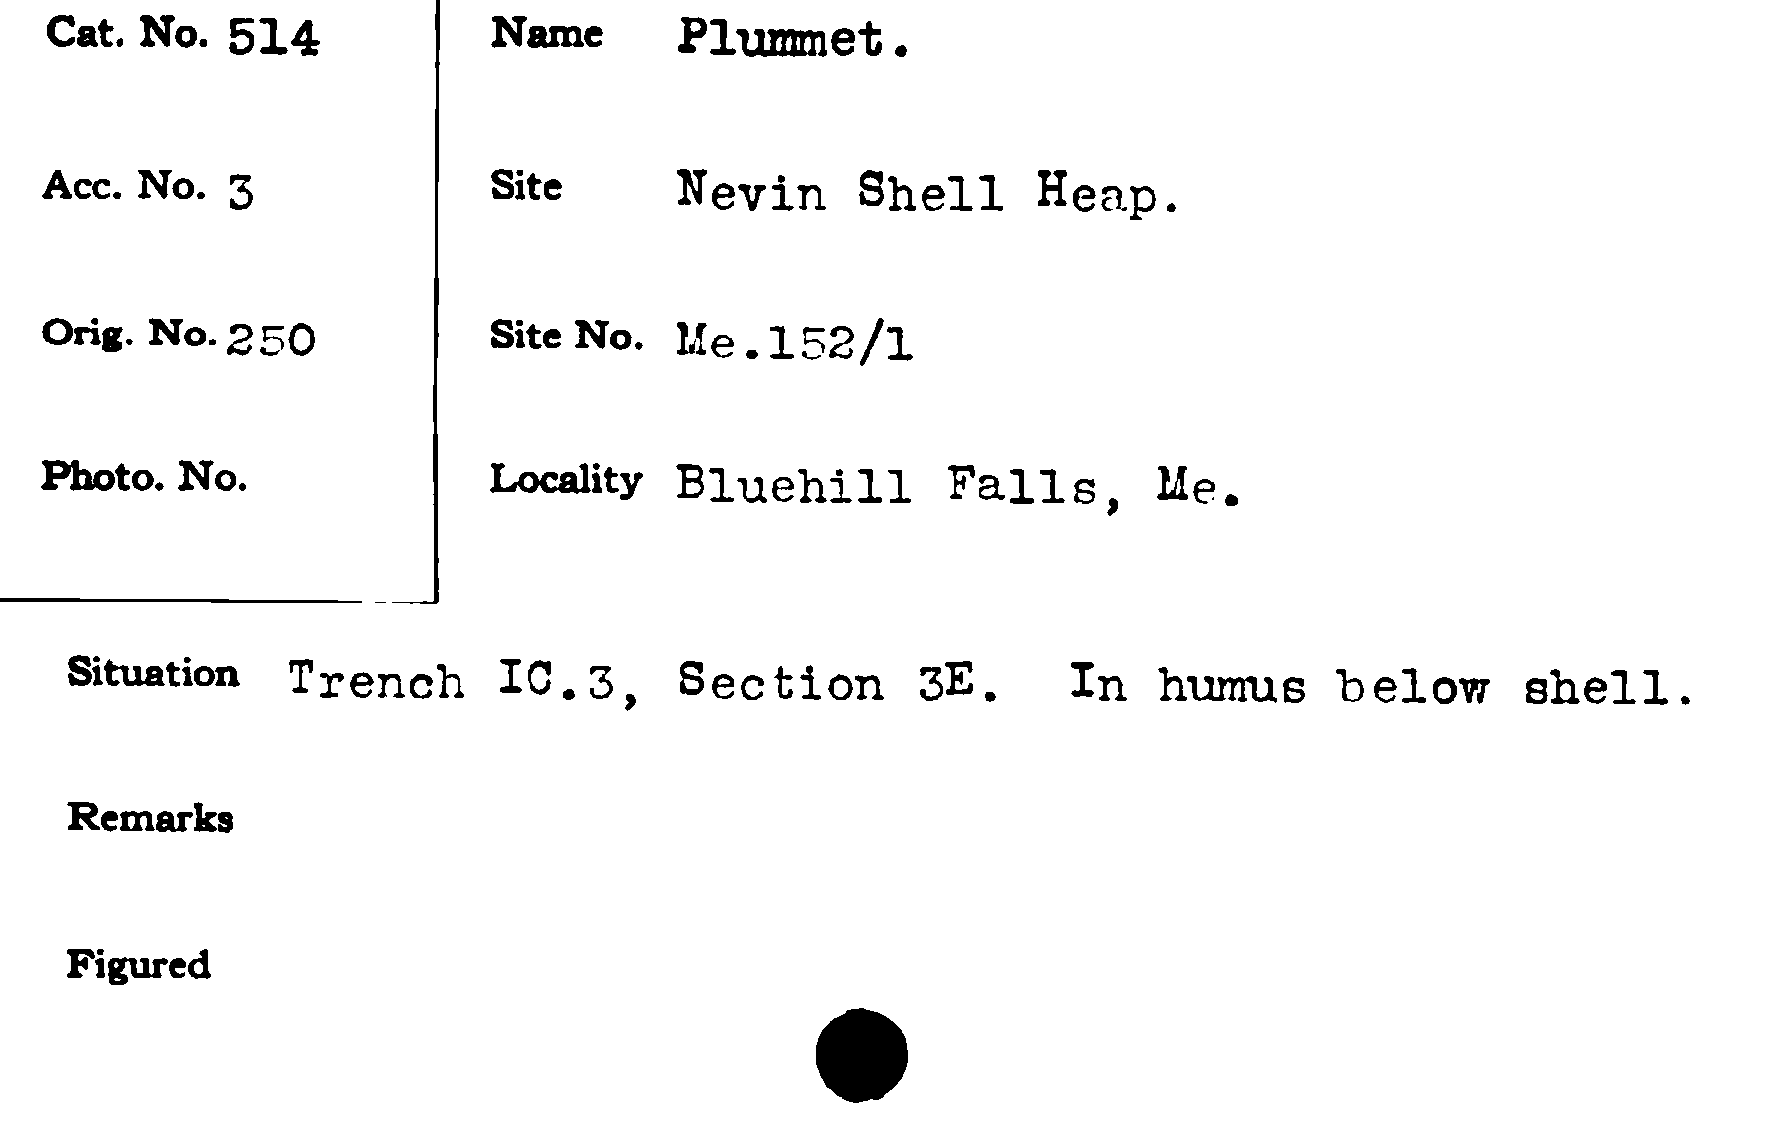 Cat. No. 514
Name Plummet.
Acc. No. 3
Site Nevin Shell Heap.
Orig. No. 250
Site No. Me.152/1
Photo. No.
Locality Bluehill Falls, Me.
Situation Trench IC.3, Section 3E. In humus below shell.
Remarks
Figured